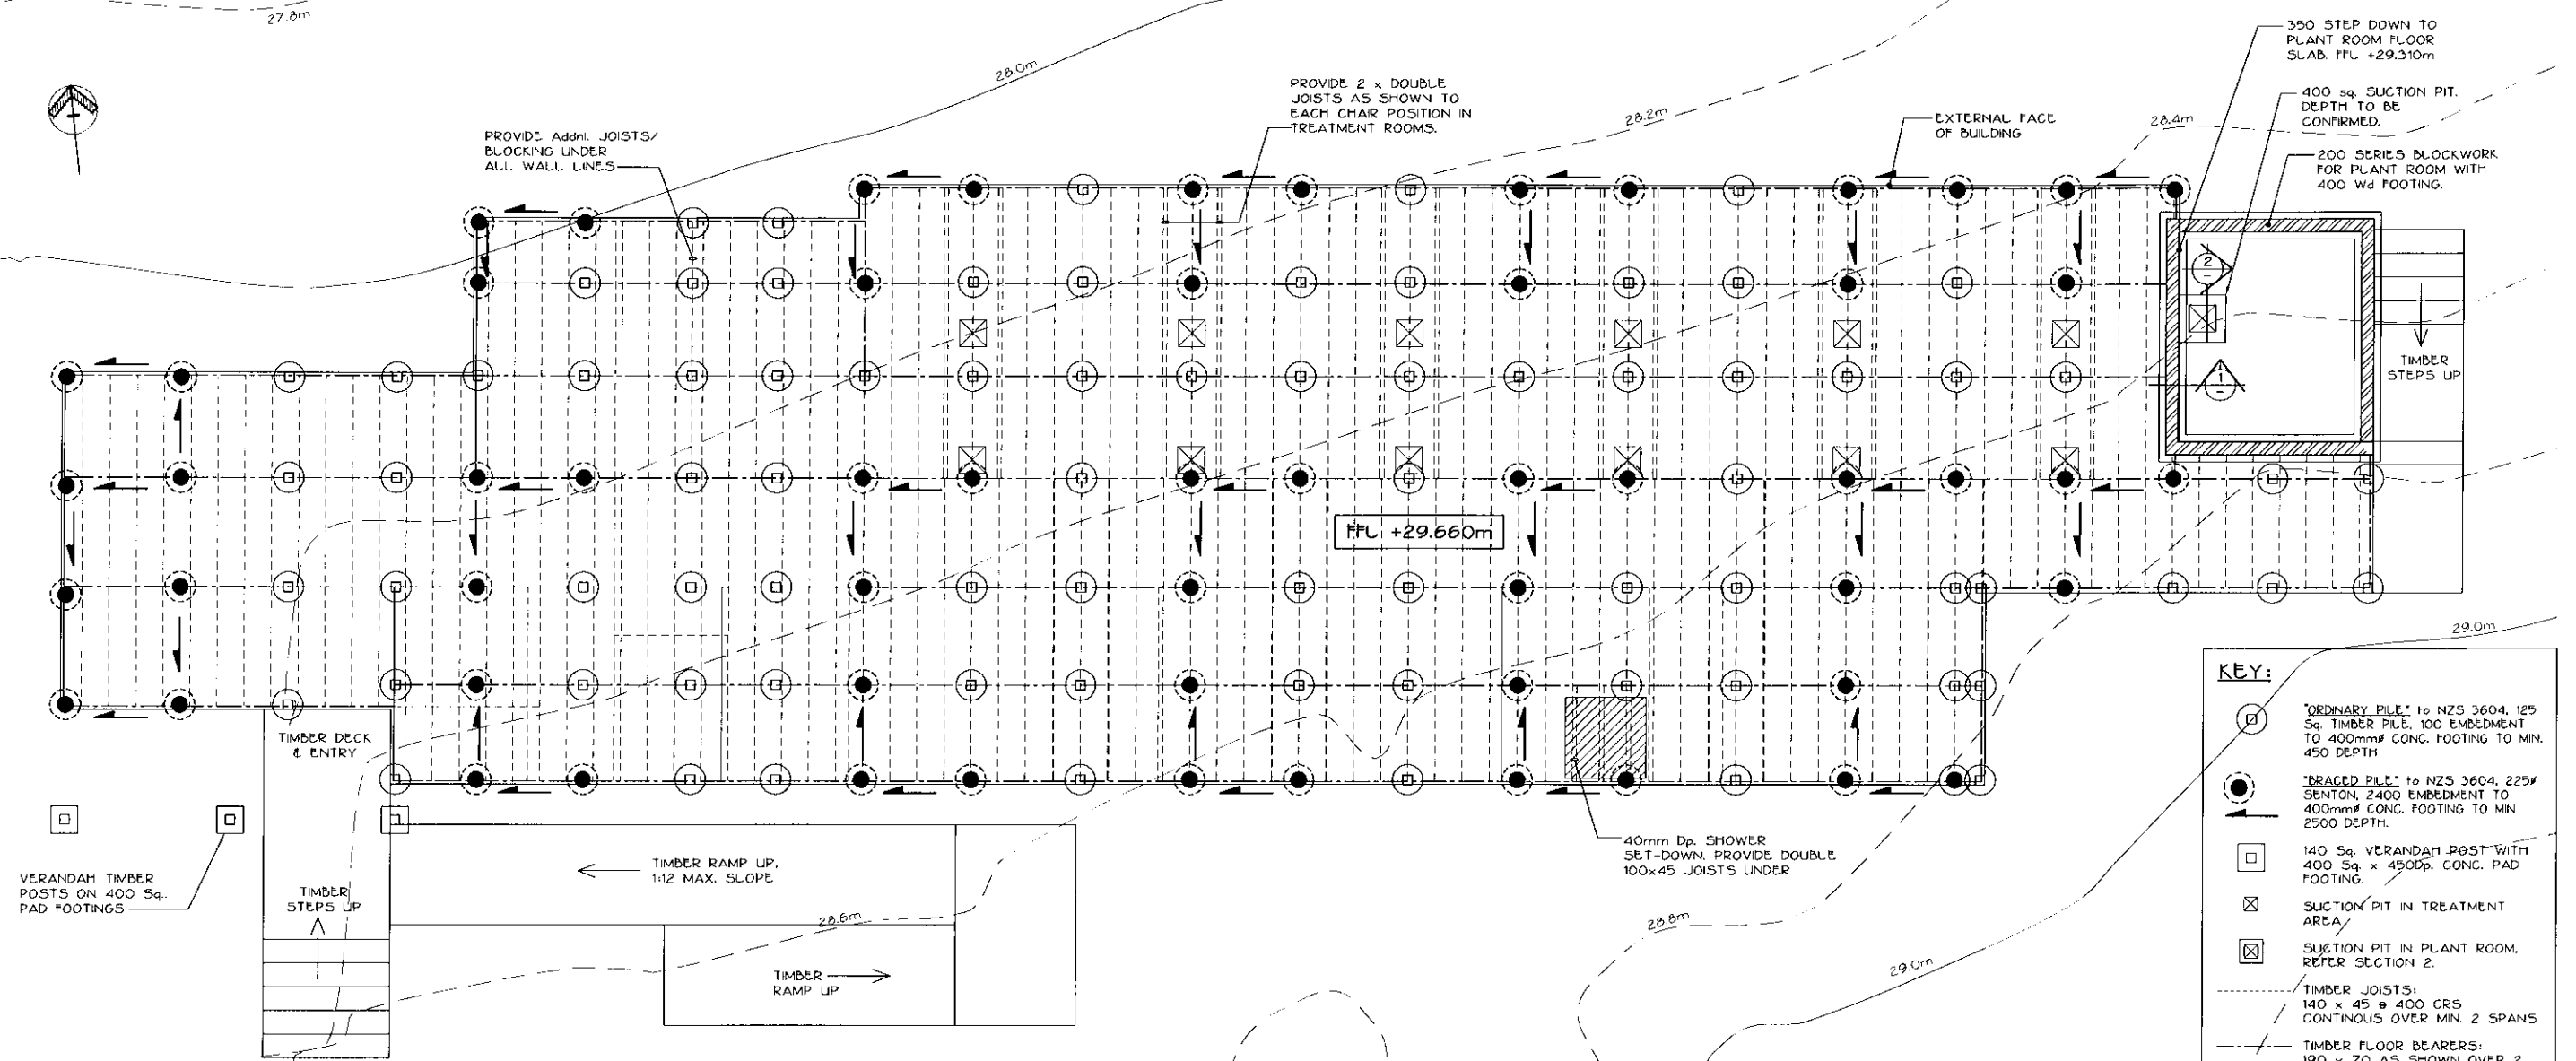 27.8m
28.0m
28.2m
28.4m
350 STEP DOWN TO
PLANT ROOM FLOOR
SLAB. FFL +29.310m
PROVIDE 2 x DOUBLE
JOISTS AS SHOWN TO
EACH CHAIR POSITION IN
TREATMENT ROOMS.
400 sq. SUCTION PIT.
DEPTH TO BE
CONFIRMED.
EXTERNAL FACE
OF BUILDING
PROVIDE Addnl. JOISTS/
BLOCKING UNDER
ALL WALL LINES
200 SERIES BLOCKWORK
FOR PLANT ROOM WITH
400 Wd FOOTING.
2
1
TIMBER
STEPS UP
FFL +29.660m
29.0m
TIMBER DECK
& ENTRY
VERANDAH TIMBER
POSTS ON 400 Sq..
PAD FOOTINGS
TIMBER
STEPS UP
TIMBER RAMP UP,
1:12 MAX. SLOPE
TIMBER
RAMP UP
28.6m
40mm Dp. SHOWER
SET-DOWN. PROVIDE DOUBLE
100x45 JOISTS UNDER
28.8m
29.0m
KEY:
"ORDINARY PILE" to NZS 3604, 125
Sq. TIMBER PILE, 100 EMBEDMENT
TO 400mmø CONC. FOOTING TO MIN.
450 DEPTH
"BRACED PILE" to NZS 3604, 225ø
SENTON, 2400 EMBEDMENT TO
400mmø CONC. FOOTING TO MIN
2500 DEPTH.
140 Sq. VERANDAH POST WITH
400 Sq. x 450Dp. CONC. PAD
FOOTING.
SUCTION PIT IN TREATMENT
AREA
SUCTION PIT IN PLANT ROOM,
REFER SECTION 2.
TIMBER JOISTS:
140 x 45 @ 400 CRS
CONTINOUS OVER MIN. 2 SPANS
TIMBER FLOOR BEARERS:
190 x 70 AS SHOWN OVER 2